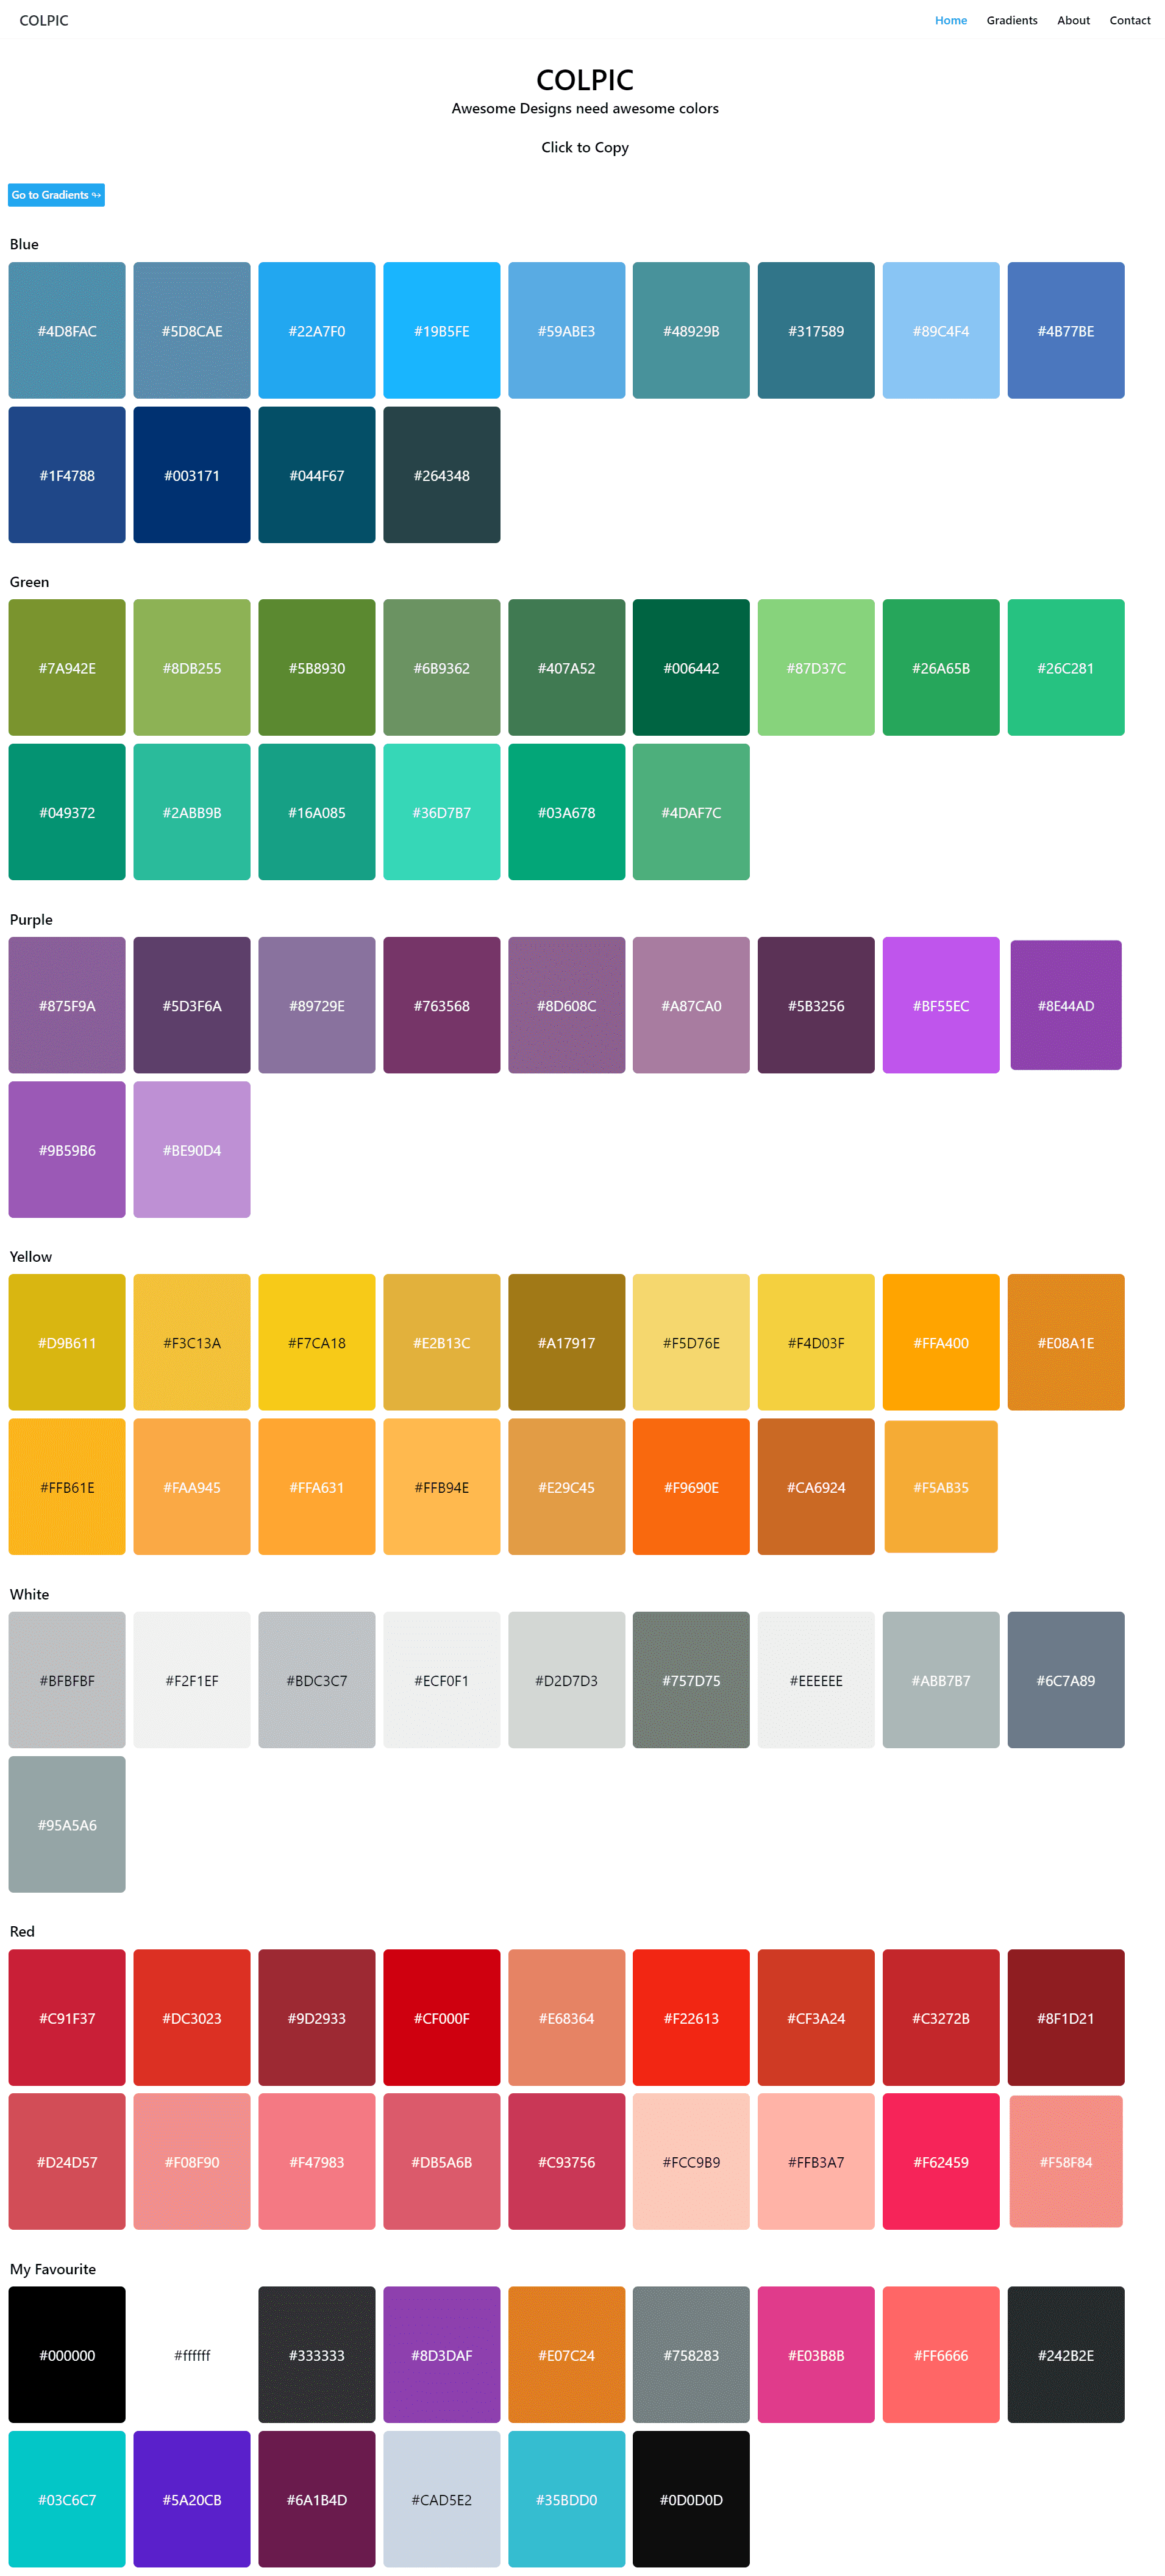 COLPIC Home Gradients About Contact
COLPIC
Awesome Designs need awesome colors
Click to Copy
Go to Gradients ↬
Blue
#4D8FAC #5D8CAE #22A7F0 #19B5FE #59ABE3 #48929B #317589 #89C4F4 #4B77BE
#1F4788 #003171 #044F67 #264348
Green
#7A942E #8DB255 #5B8930 #6B9362 #407A52 #006442 #87D37C #26A65B #26C281
#049372 #2ABB9B #16A085 #36D7B7 #03A678 #4DAF7C
Purple
#875F9A #5D3F6A #89729E #763568 #8D608C #A87CA0 #5B3256 #BF55EC #8E44AD
#9B59B6 #BE90D4
Yellow
#D9B611 #F3C13A #F7CA18 #E2B13C #A17917 #F5D76E #F4D03F #FFA400 #E08A1E
#FFB61E #FAA945 #FFA631 #FFB94E #E29C45 #F9690E #CA6924 #F5AB35
White
#BFBFBF #F2F1EF #BDC3C7 #ECF0F1 #D2D7D3 #757D75 #EEEEEE #ABB7B7 #6C7A89
#95A5A6
Red
#C91F37 #DC3023 #9D2933 #CF000F #E68364 #F22613 #CF3A24 #C3272B #8F1D21
#D24D57 #F08F90 #F47983 #DB5A6B #C93756 #FCC9B9 #FFB3A7 #F62459 #F58F84
My Favourite
#000000 #ffffff #333333 #8D3DAF #E07C24 #758283 #E03B8B #FF6666 #242B2E
#03C6C7 #5A20CB #6A1B4D #CAD5E2 #35BDD0 #0D0D0D